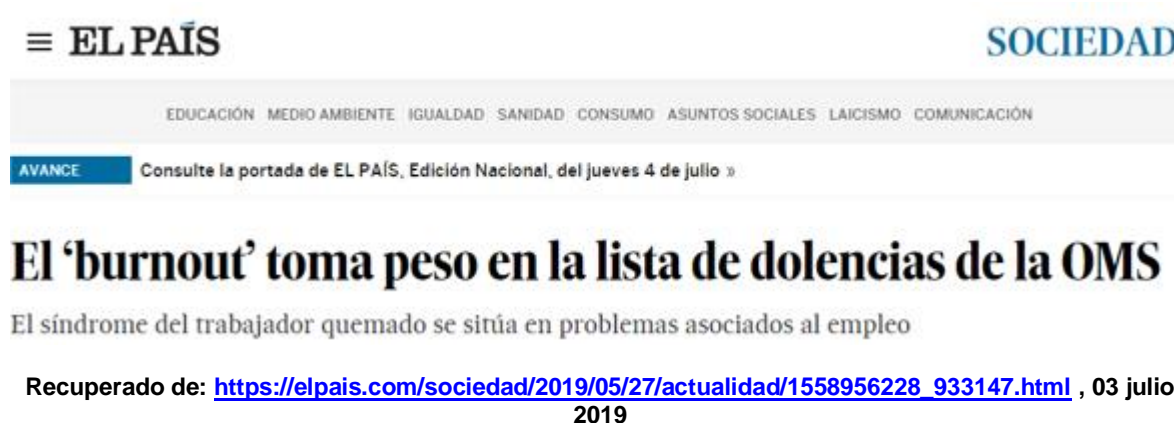 ≡ EL PAÍS SOCIEDAD
EDUCACIÓN MEDIO AMBIENTE IGUALDAD SANIDAD CONSUMO ASUNTOS SOCIALES LAICISMO COMUNICACIÓN
AVANCE Consulte la portada de EL PAÍS, Edición Nacional, del jueves 4 de julio »
El ‘burnout’ toma peso en la lista de dolencias de la OMS
El síndrome del trabajador quemado se sitúa en problemas asociados al empleo
Recuperado de: https://elpais.com/sociedad/2019/05/27/actualidad/1558956228_933147.html , 03 julio
2019